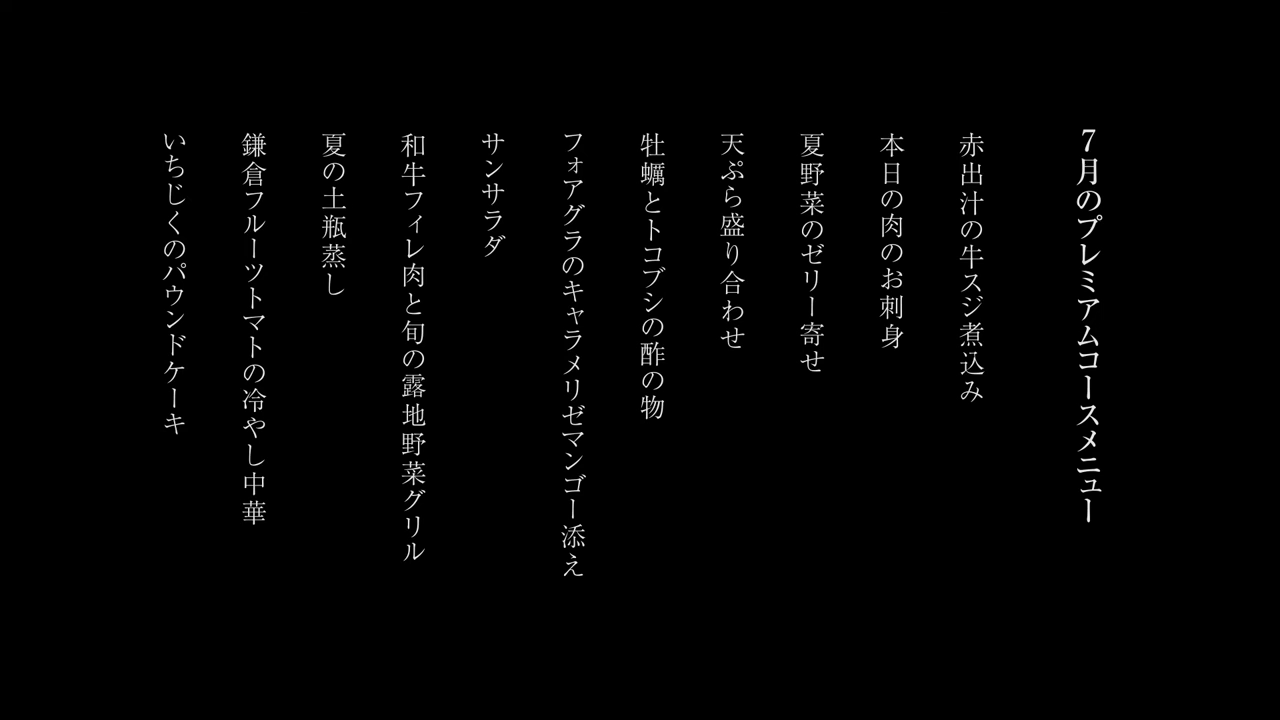 7月のプレミアムコースメニュー
赤出汁の牛スジ煮込み
本日の肉のお刺身
夏野菜のゼリー寄せ
天ぷら盛り合わせ
牡蠣とトコブシの酢の物
フォアグラのキャラメリゼマンゴー添え
サンサラダ
和牛フィレ肉と旬の露地野菜グリル
夏の土瓶蒸し
鎌倉フルーツトマトの冷やし中華
いちじくのパウンドケーキ